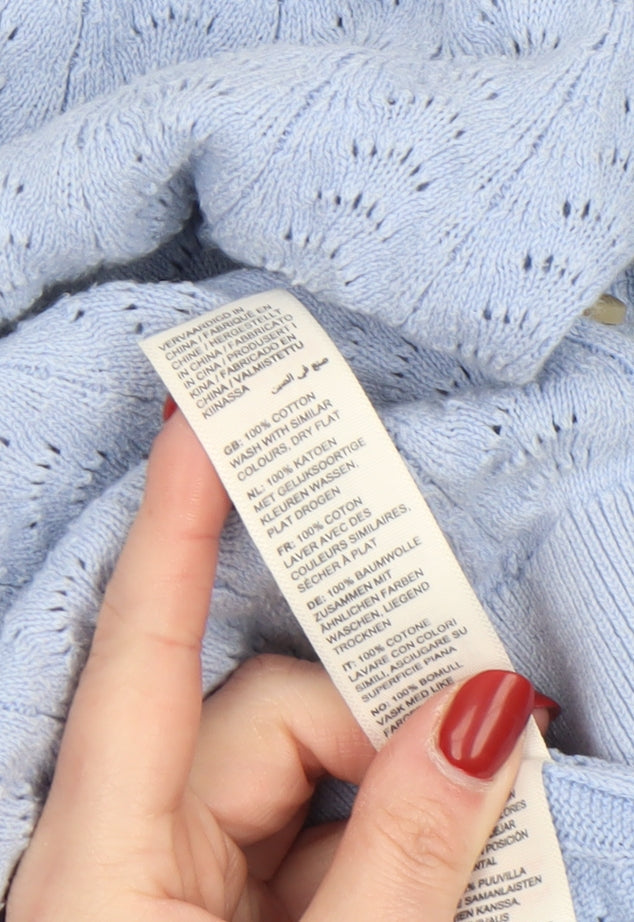 VERVAARDIGD IN
CHINA / FABRIQUE EN
CHINE / HERGESTELLT
IN CHINA / FABBRICATO
IN CINA / PRODUSERT I
KINA / FABRICADO EN
CHINA / VALMISTETTU
KIINASSA
صنع في الصين
GB: 100% COTTON
WASH WITH SIMILAR
COLOURS, DRY FLAT
NL: 100% KATOEN
MET GELIJKSOORTIGE
KLEUREN WASSEN,
PLAT DROGEN
FR: 100% COTON
LAVER AVEC DES
COULEURS SIMILAIRES,
SÉCHER À PLAT
DE: 100% BAUMWOLLE
ZUSAMMEN MIT
ÄHNLICHEN FARBEN
WASCHEN, LIEGEND
TROCKNEN
IT: 100% COTONE
LAVARE CON COLORI
SIMILI, ASCIUGARE SU
SUPERFICIE PIANA
NO: 100% BOMULL
VASK MED LIKE
POSICIÓN
% PUUVILLA
SAMANLAISTEN
KANSSA,